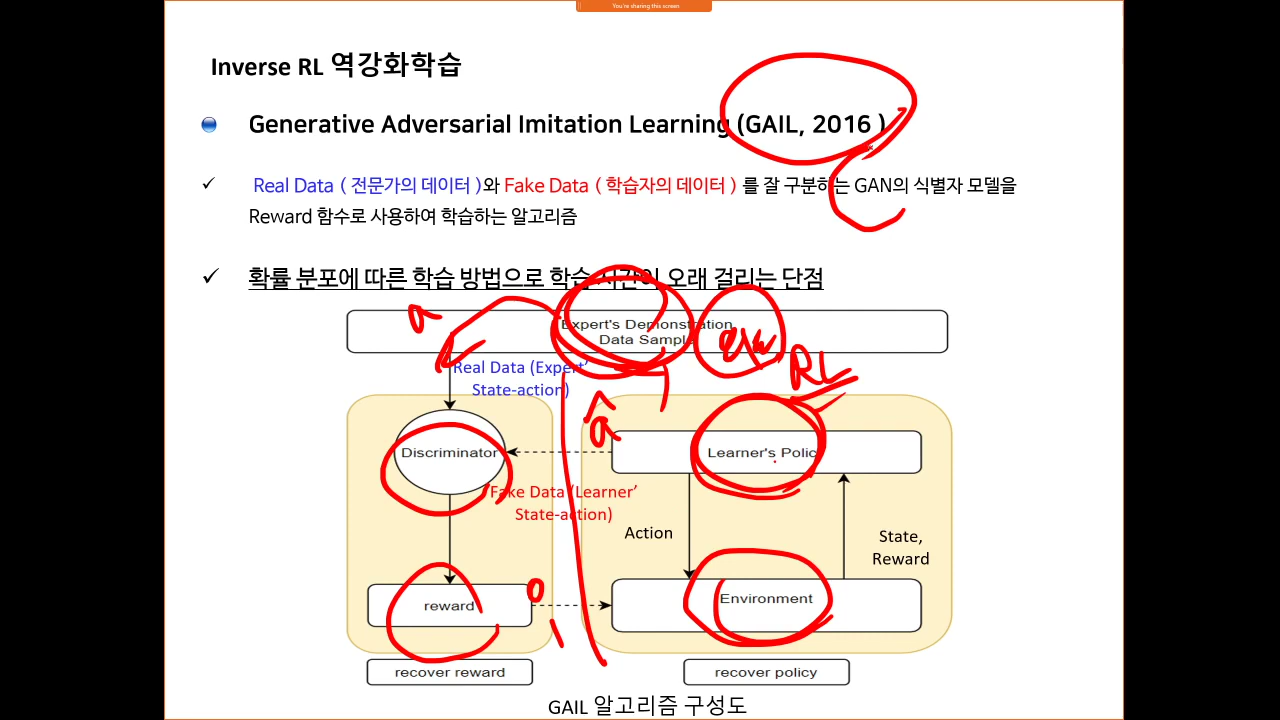 You're sharing this screen
Inverse RL 역강화학습
Generative Adversarial Imitation Learning (GAIL, 2016 )
Real Data ( 전문가의 데이터 )와 Fake Data ( 학습자의 데이터 ) 를 잘 구분하는 GAN의 식별자 모델을
Reward 함수로 사용하여 학습하는 알고리즘
확률 분포에 따른 학습 방법으로 학습 시간이 오래 걸리는 단점
Expert's Demonstration
Data Sample
a
RL
Real Data (Expert'
State-action)
â
Discriminator
Learner's Policy
Fake Data (Learner'
State-action)
Action
State,
Reward
reward
0
1
Environment
recover reward
recover policy
GAIL 알고리즘 구성도